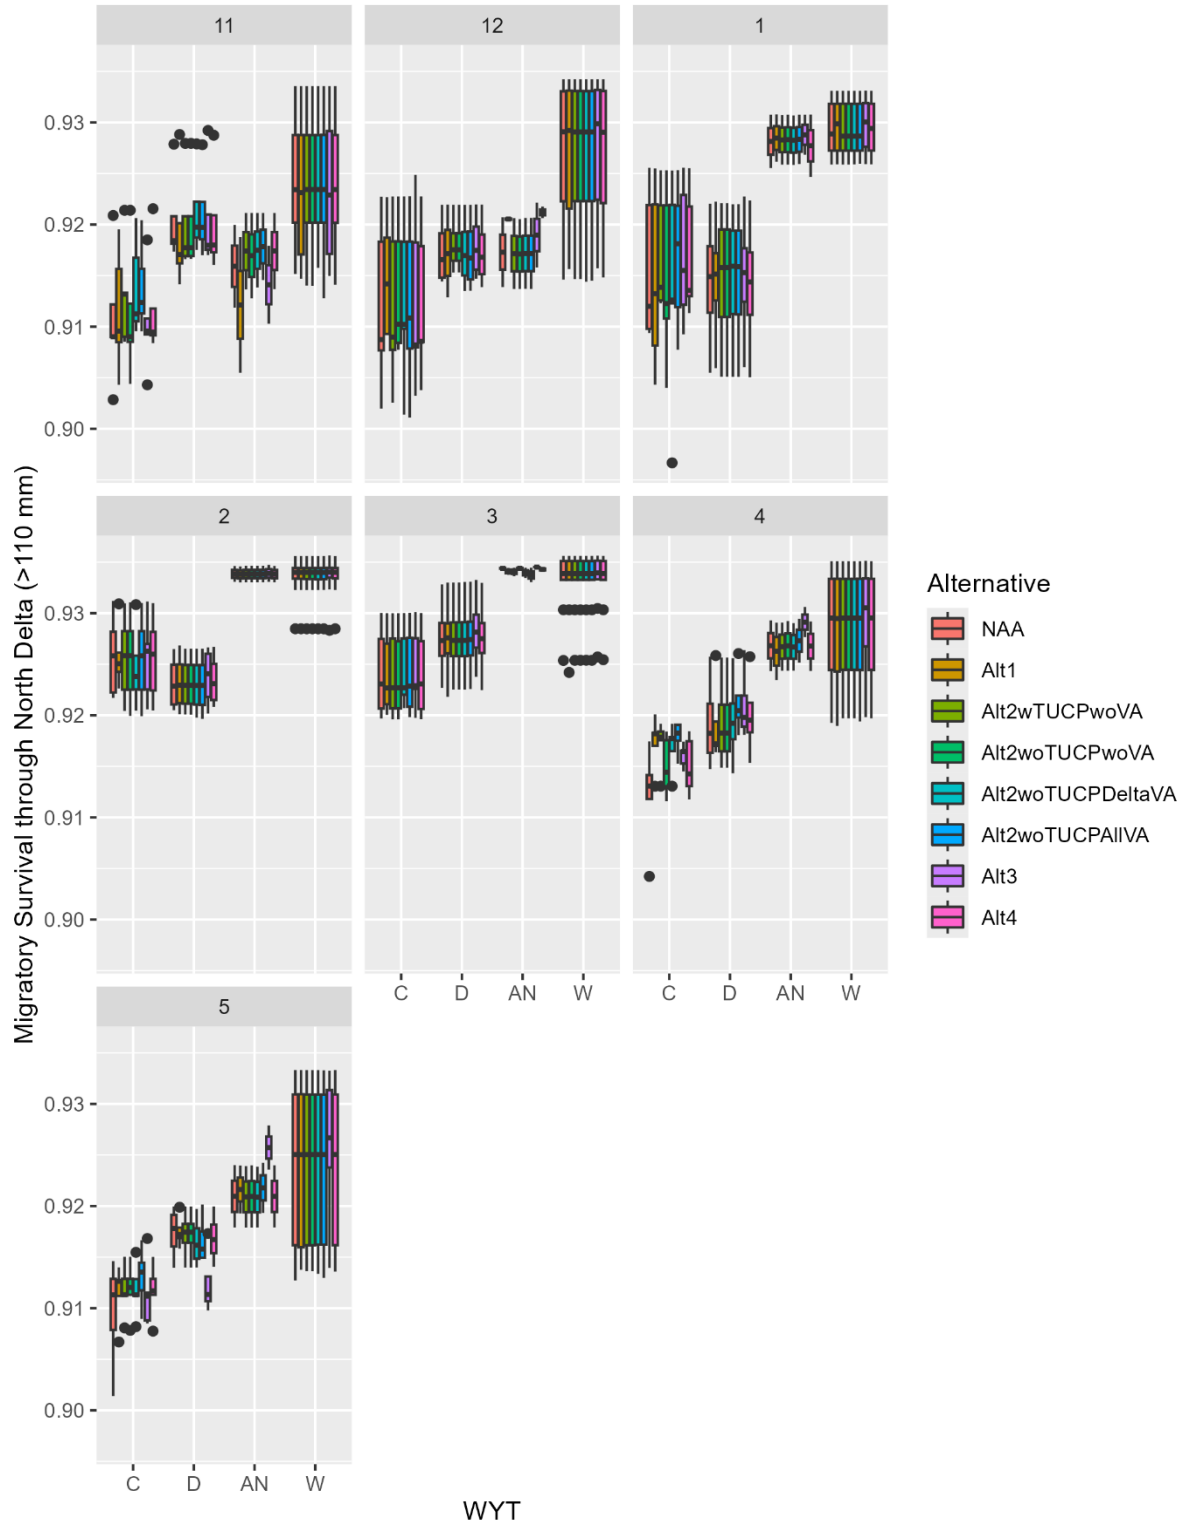 11
12
1
0.93
0.92
0.91
0.90
2
3
4
0.93
0.92
0.91
0.90
C
D
AN
W
C
D
AN
W
5
0.93
0.92
0.91
0.90
C
D
AN
W
WYT
Migratory Survival through North Delta (>110 mm)
Alternative
NAA
Alt1
Alt2wTUCPwoVA
Alt2woTUCPwoVA
Alt2woTUCPDeltaVA
Alt2woTUCPAllVA
Alt3
Alt4